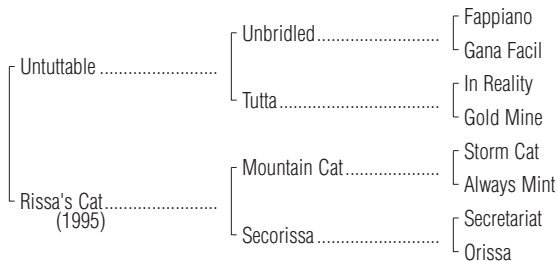 Fappiano
Unbridled
Gana Facil
Untuttable
In Reality
Tutta
Gold Mine
Storm Cat
Mountain Cat
Always Mint
Rissa's Cat
(1995)
Secretariat
Secorissa
Orissa